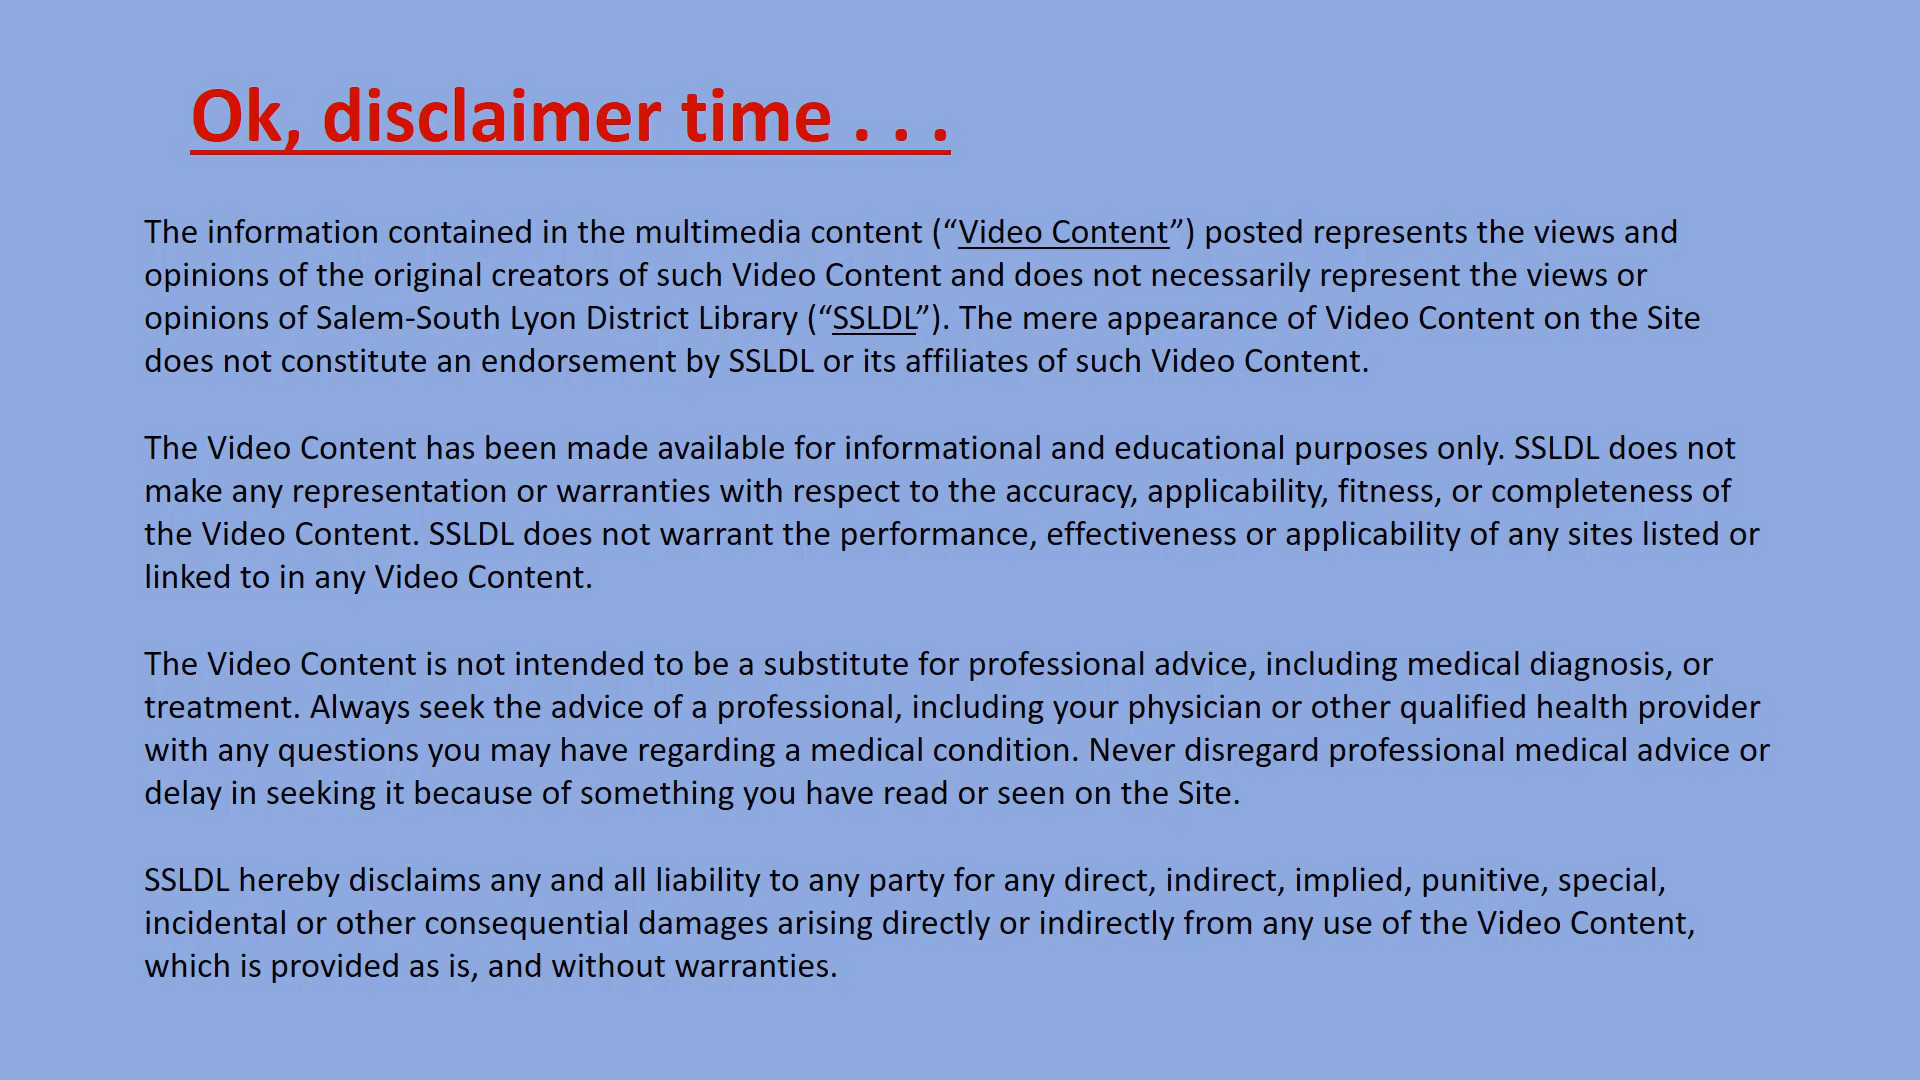 Ok, disclaimer time . . .
The information contained in the multimedia content (“Video Content”) posted represents the views and
opinions of the original creators of such Video Content and does not necessarily represent the views or
opinions of Salem-South Lyon District Library (“SSLDL”). The mere appearance of Video Content on the Site
does not constitute an endorsement by SSLDL or its affiliates of such Video Content.
The Video Content has been made available for informational and educational purposes only. SSLDL does not
make any representation or warranties with respect to the accuracy, applicability, fitness, or completeness of
the Video Content. SSLDL does not warrant the performance, effectiveness or applicability of any sites listed or
linked to in any Video Content.
The Video Content is not intended to be a substitute for professional advice, including medical diagnosis, or
treatment. Always seek the advice of a professional, including your physician or other qualified health provider
with any questions you may have regarding a medical condition. Never disregard professional medical advice or
delay in seeking it because of something you have read or seen on the Site.
SSLDL hereby disclaims any and all liability to any party for any direct, indirect, implied, punitive, special,
incidental or other consequential damages arising directly or indirectly from any use of the Video Content,
which is provided as is, and without warranties.